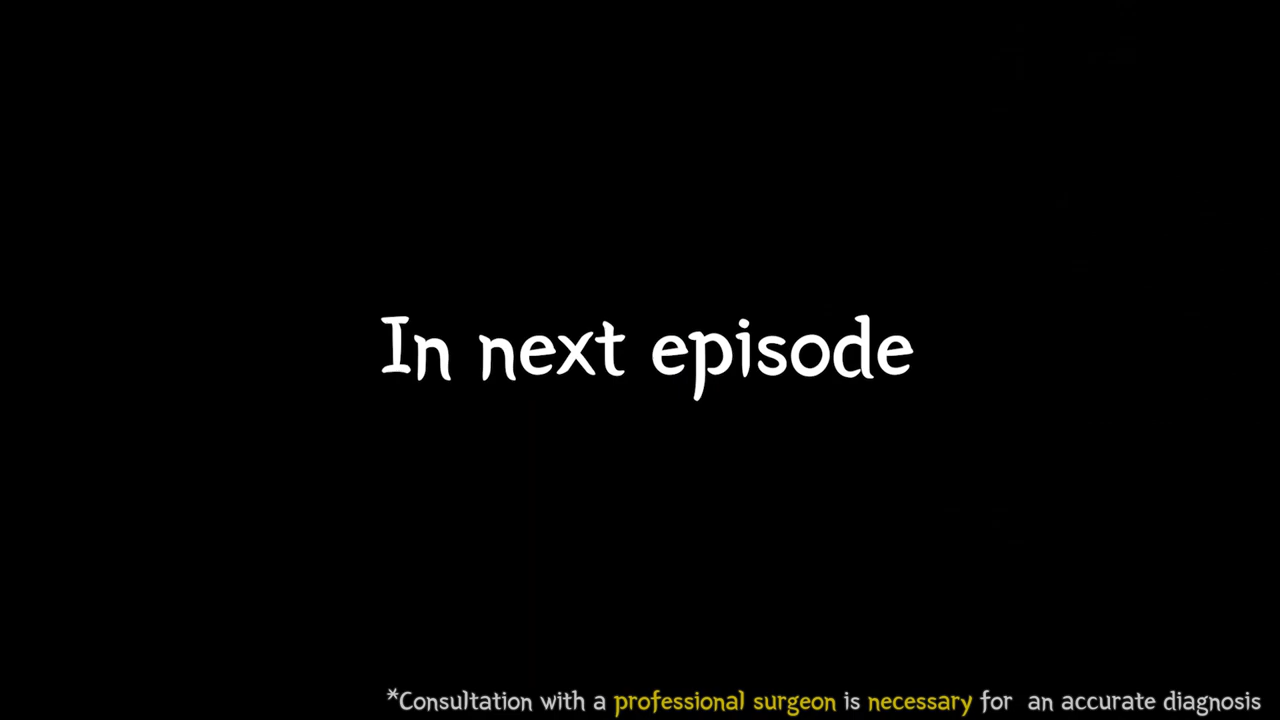 In next episode
*Consultation with a professional surgeon is necessary for an accurate diagnosis